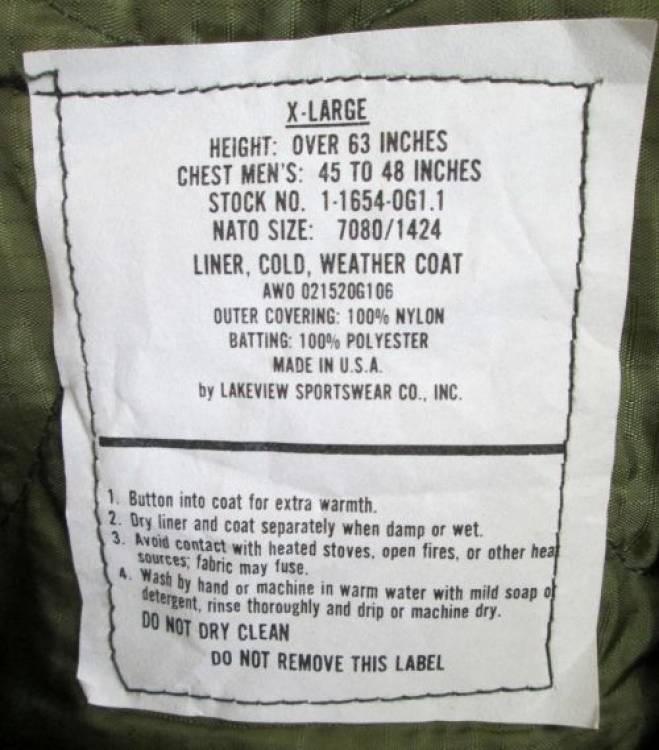 X-LARGE
HEIGHT: OVER 63 INCHES
CHEST MEN'S: 45 TO 48 INCHES
STOCK NO. 1-1654-OG1.1
NATO SIZE: 7080/1424
LINER, COLD, WEATHER COAT
AWO 02152OG106
OUTER COVERING: 100% NYLON
BATTING: 100% POLYESTER
MADE IN U.S.A.
by LAKEVIEW SPORTSWEAR CO., INC.
1. Button into coat for extra warmth.
2. Dry liner and coat separately when damp or wet.
3. Avoid contact with heated stoves, open fires, or other heat
sources; fabric may fuse.
4. Wash by hand or machine in warm water with mild soap or
detergent, rinse thoroughly and drip or machine dry.
DO NOT DRY CLEAN
DO NOT REMOVE THIS LABEL